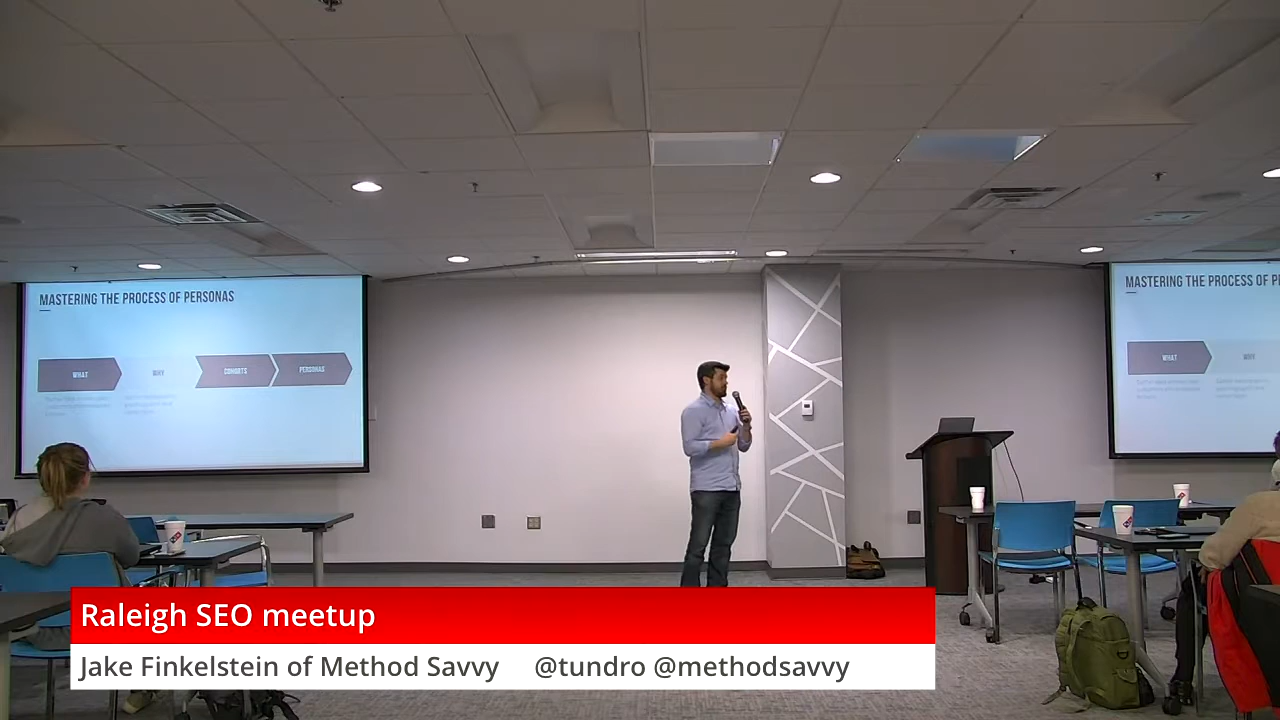 MASTERING THE PROCESS OF PERSONAS
WHAT
WHY
COHORTS
PERSONAS
MASTERING THE PROCESS OF P
WHAT
WHY
Raleigh SEO meetup
Jake Finkelstein of Method Savvy @tundro @methodsavvy